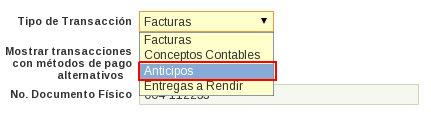 Tipo de Transacción Facturas
Facturas
Mostrar transacciones Conceptos Contables
con métodos de pago Anticipos
alternativos Entregas a Rendir
No. Documento Físico